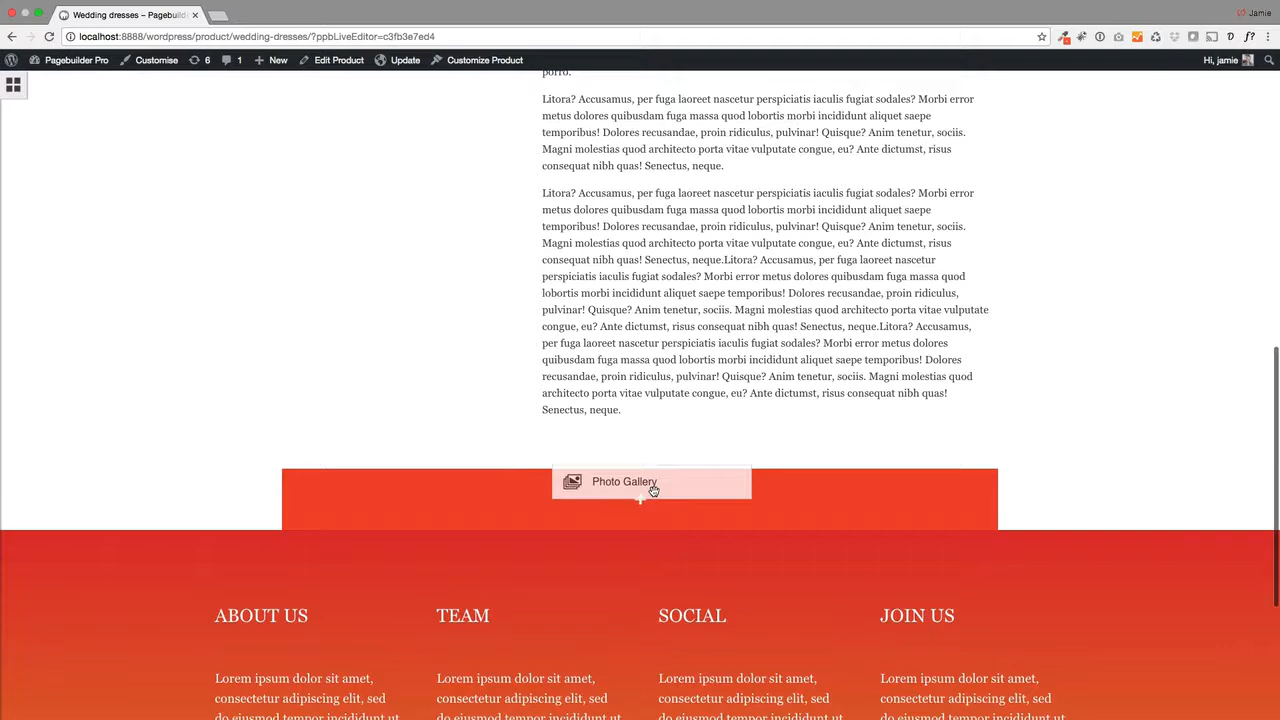 Wedding dresses – Pagebuild
Jamie
localhost:8888/wordpress/product/wedding-dresses/?ppbLiveEditor=c3fb3e7ed4
Pagebuilder Pro Customise 6 1 New Edit Product Update Customize Product Hi, jamie
porro.
Litora? Accusamus, per fuga laoreet nascetur perspiciatis iaculis fugiat sodales? Morbi error
metus dolores quibusdam fuga massa quod lobortis morbi incididunt aliquet saepe
temporibus! Dolores recusandae, proin ridiculus, pulvinar! Quisque? Anim tenetur, sociis.
Magni molestias quod architecto porta vitae vulputate congue, eu? Ante dictumst, risus
consequat nibh quas! Senectus, neque.
Litora? Accusamus, per fuga laoreet nascetur perspiciatis iaculis fugiat sodales? Morbi error
metus dolores quibusdam fuga massa quod lobortis morbi incididunt aliquet saepe
temporibus! Dolores recusandae, proin ridiculus, pulvinar! Quisque? Anim tenetur, sociis.
Magni molestias quod architecto porta vitae vulputate congue, eu? Ante dictumst, risus
consequat nibh quas! Senectus, neque.Litora? Accusamus, per fuga laoreet nascetur
perspiciatis iaculis fugiat sodales? Morbi error metus dolores quibusdam fuga massa quod
lobortis morbi incididunt aliquet saepe temporibus! Dolores recusandae, proin ridiculus,
pulvinar! Quisque? Anim tenetur, sociis. Magni molestias quod architecto porta vitae vulputate
congue, eu? Ante dictumst, risus consequat nibh quas! Senectus, neque.Litora? Accusamus,
per fuga laoreet nascetur perspiciatis iaculis fugiat sodales? Morbi error metus dolores
quibusdam fuga massa quod lobortis morbi incididunt aliquet saepe temporibus! Dolores
recusandae, proin ridiculus, pulvinar! Quisque? Anim tenetur, sociis. Magni molestias quod
architecto porta vitae vulputate congue, eu? Ante dictumst, risus consequat nibh quas!
Senectus, neque.
Photo Gallery
ABOUT US
Lorem ipsum dolor sit amet,
consectetur adipiscing elit, sed
do eiusmod tempor incididunt ut
TEAM
Lorem ipsum dolor sit amet,
consectetur adipiscing elit, sed
do eiusmod tempor incididunt ut
SOCIAL
Lorem ipsum dolor sit amet,
consectetur adipiscing elit, sed
do eiusmod tempor incididunt ut
JOIN US
Lorem ipsum dolor sit amet,
consectetur adipiscing elit, sed
do eiusmod tempor incididunt ut